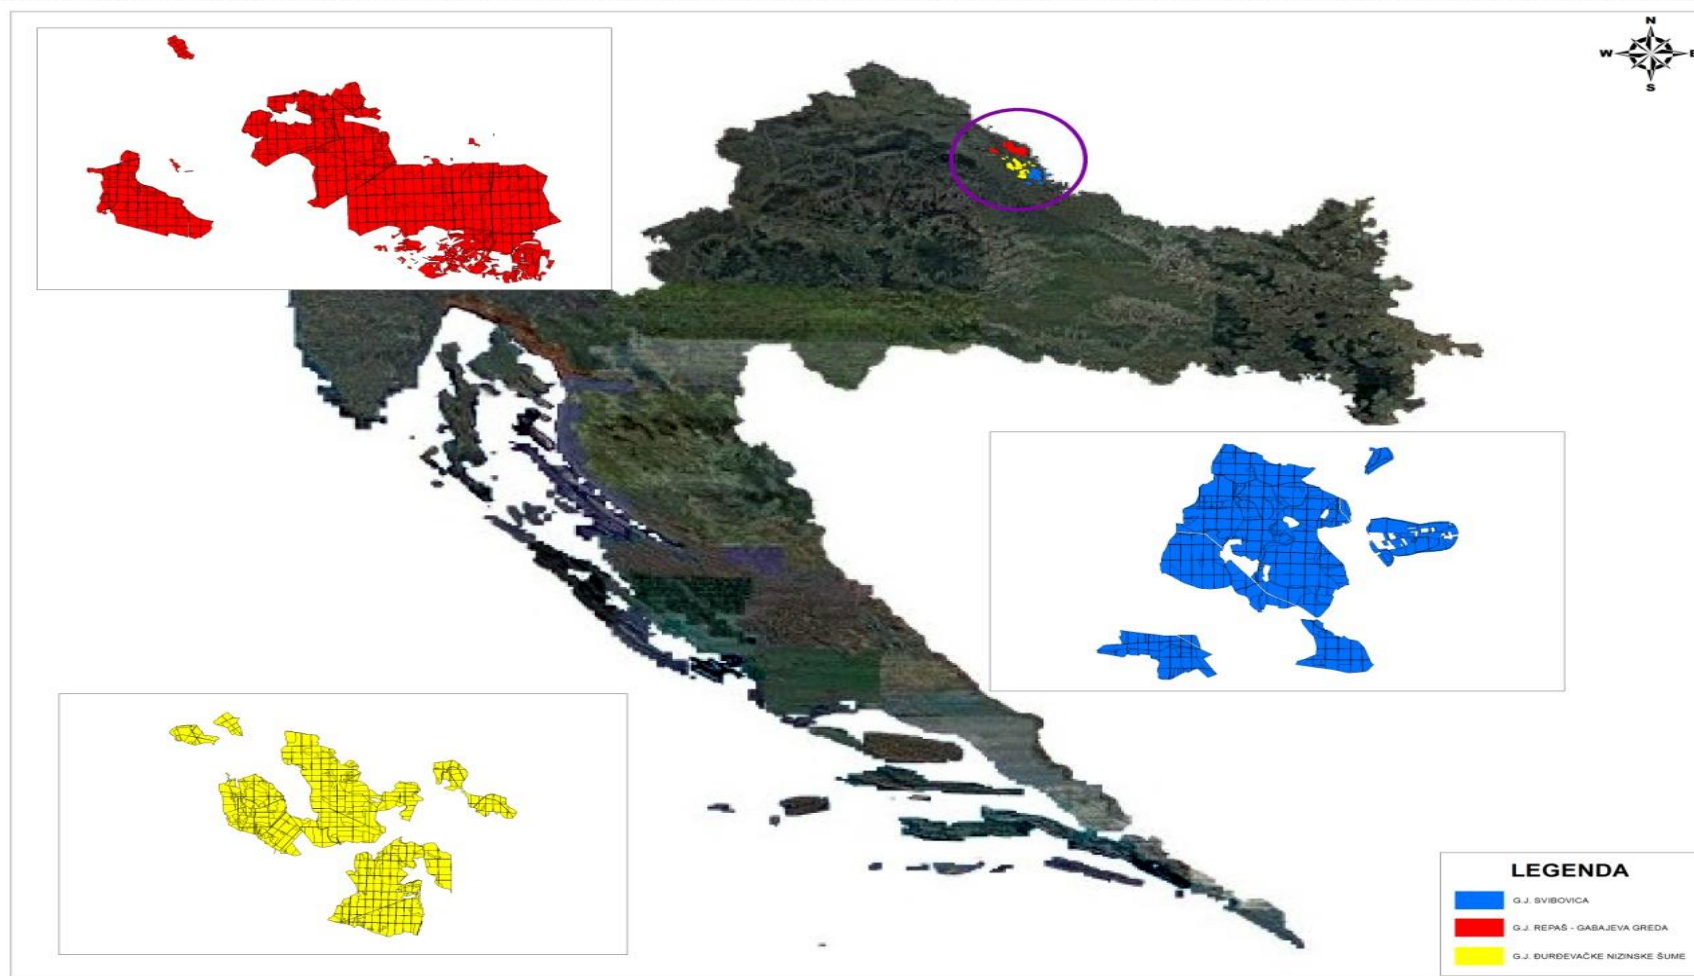 N
W E
S
LEGENDA
G.J. SVIBOVICA
G.J. REPAŠ - GABAJEVA GREDA
G.J. ĐURĐEVAČKE NIZINSKE ŠUME